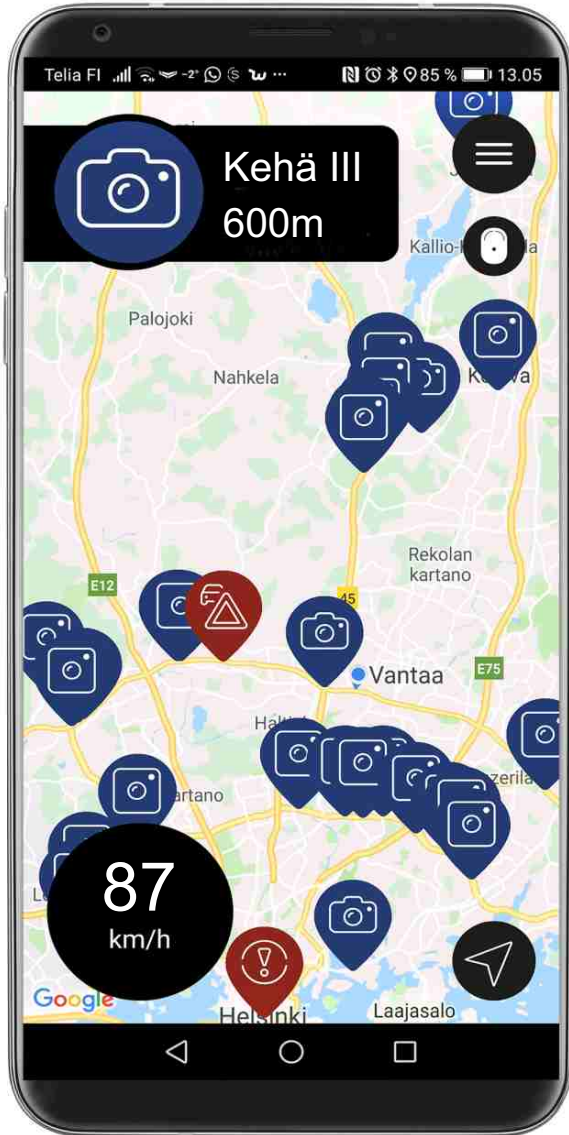 Telia FI -2° 85 % 13.05
Kehä III
600m
Palojoki
Nahkela
Rekolan
kartano
E12
45
E75
Vantaa
87
km/h
Google
Helsinki
Laajasalo